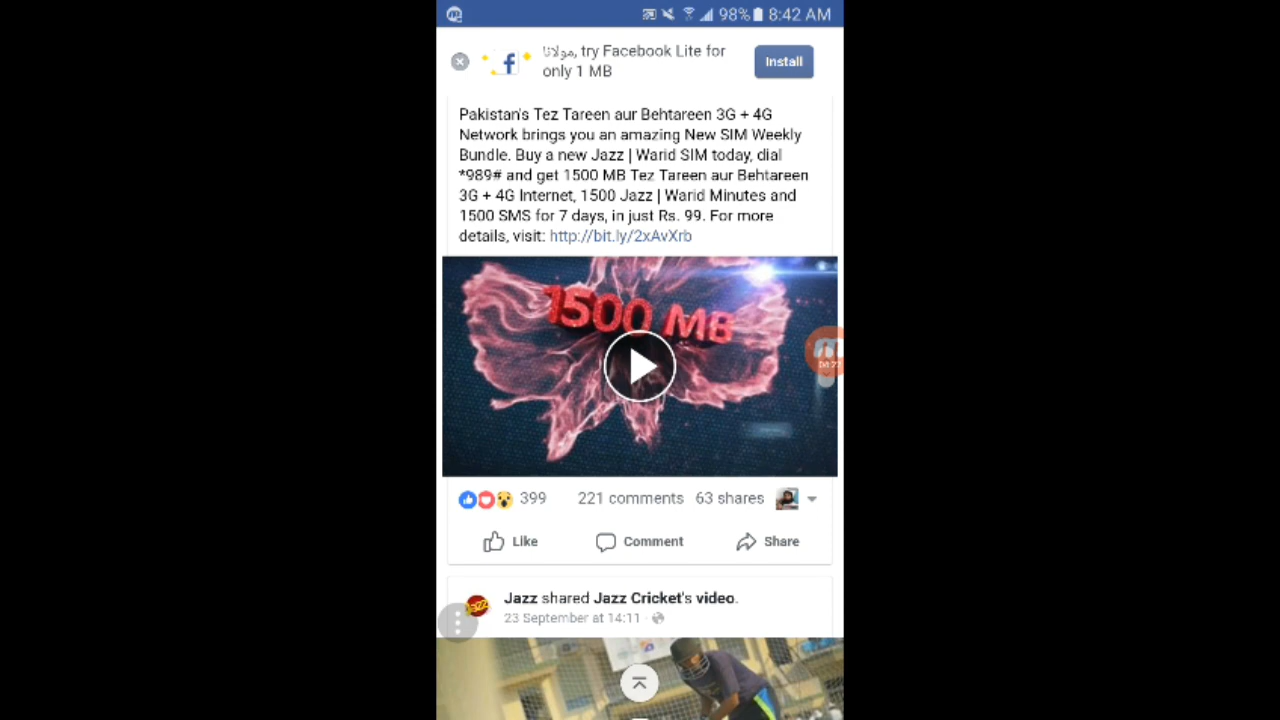 98% 8:42 AM
مولانا, try Facebook Lite for
only 1 MB
Install
Pakistan's Tez Tareen aur Behtareen 3G + 4G
Network brings you an amazing New SIM Weekly
Bundle. Buy a new Jazz | Warid SIM today, dial
*989# and get 1500 MB Tez Tareen aur Behtareen
3G + 4G Internet, 1500 Jazz | Warid Minutes and
1500 SMS for 7 days, in just Rs. 99. For more
details, visit: http://bit.ly/2xAvXrb
1500 MB
399 221 comments 63 shares
Like Comment Share
Jazz shared Jazz Cricket's video.
Jazz
23 September at 14:11